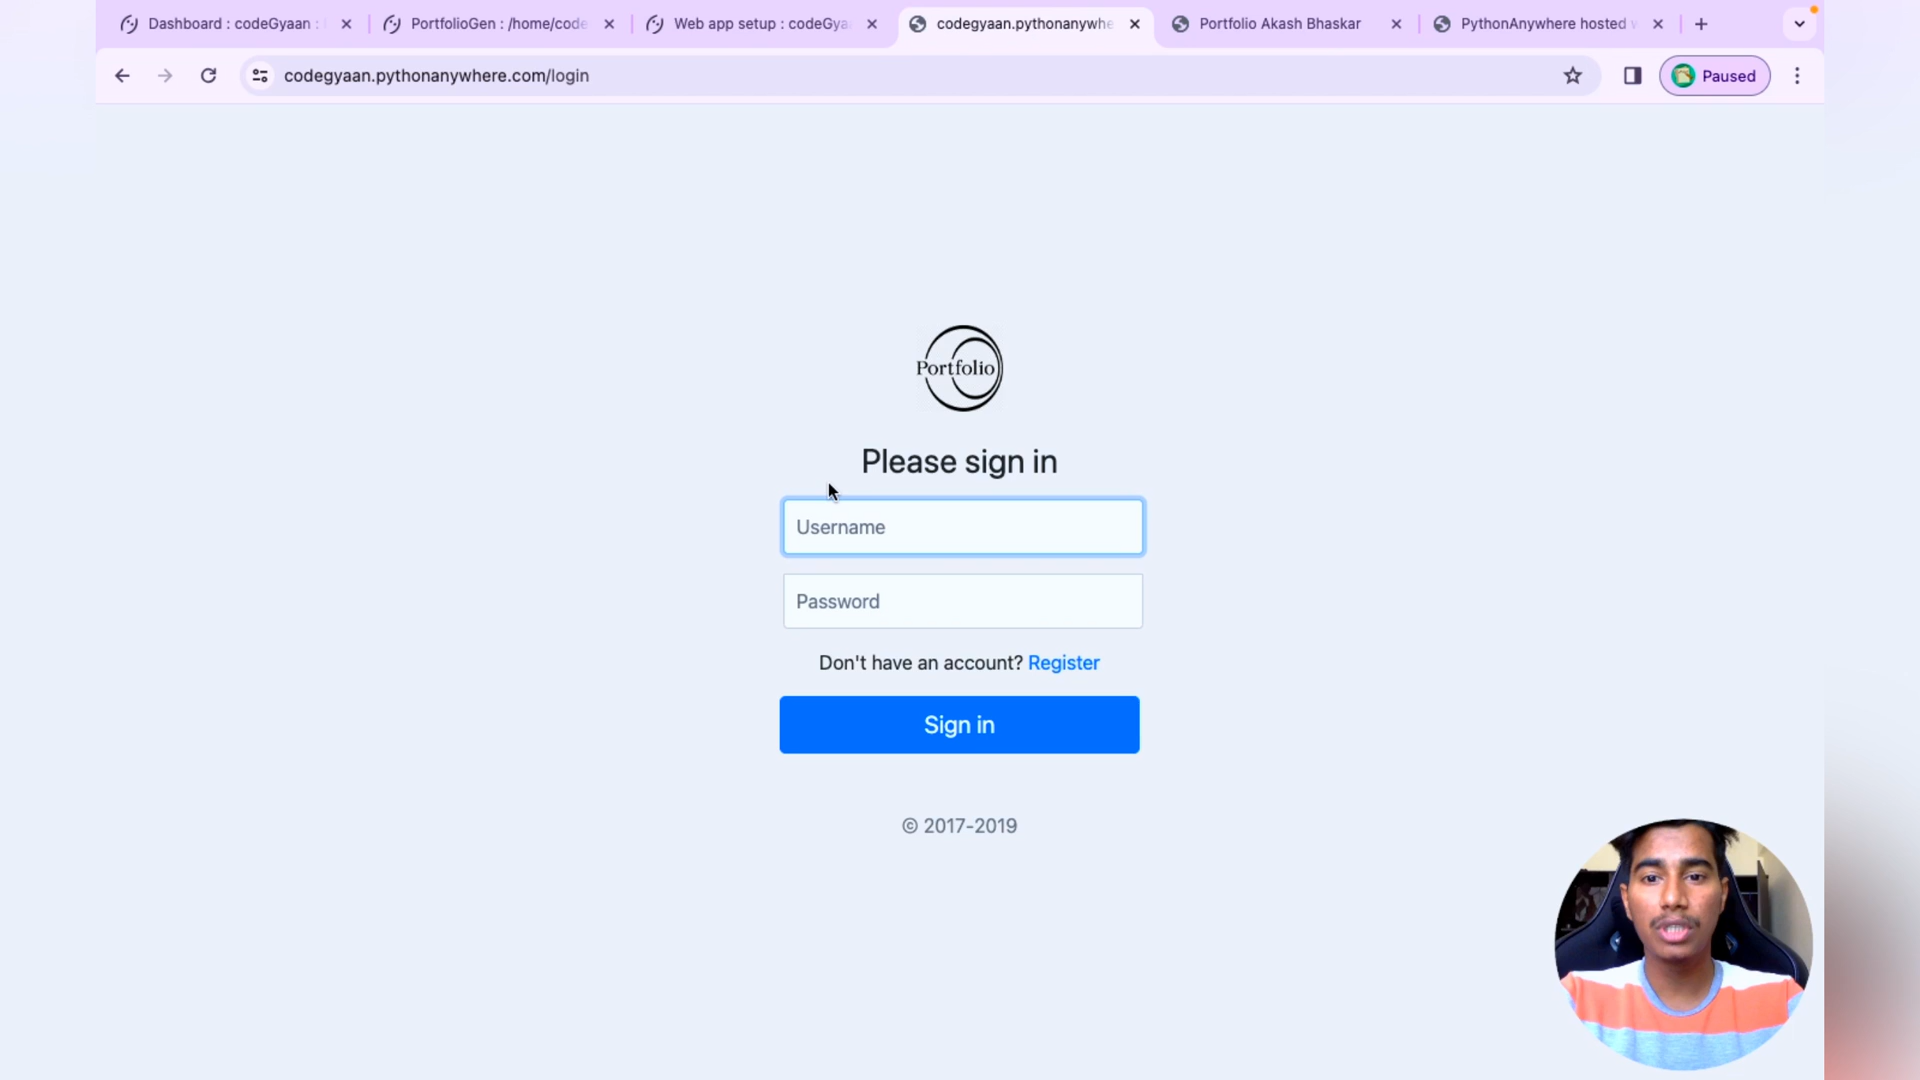 Dashboard : codeGyaan :
PortfolioGen : /home/code
Web app setup : codeGya
codegyaan.pythonanywhe
Portfolio Akash Bhaskar
PythonAnywhere hosted
codegyaan.pythonanywhere.com/login
Paused
Portfolio
Please sign in
Username
Password
Don't have an account? Register
Sign in
© 2017-2019